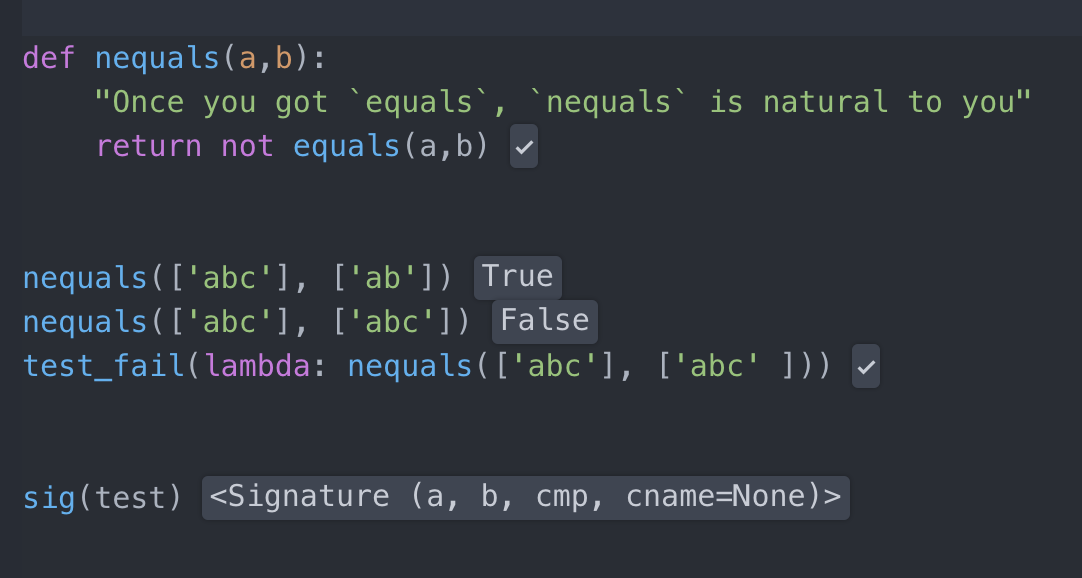 def nequals(a,b):
    "Once you got `equals`, `nequals` is natural to you"
    return not equals(a,b) ✓
nequals(['abc'], ['ab']) True
nequals(['abc'], ['abc']) False
test_fail(lambda: nequals(['abc'], ['abc' ])) ✓
sig(test) <Signature (a, b, cmp, cname=None)>